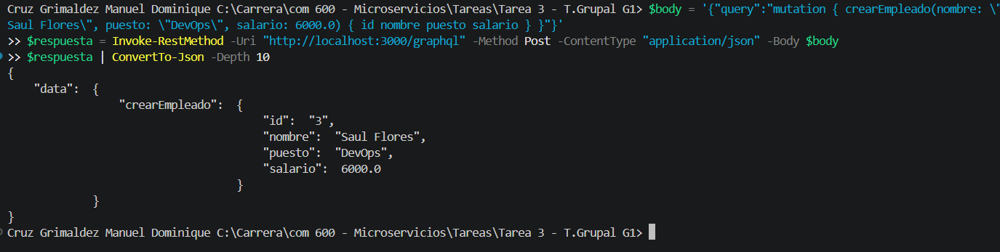 Cruz Grimaldez Manuel Dominique C:\Carrera\com 600 - Microservicios\Tareas\Tarea 3 - T.Grupal G1> $body = '{"query":"mutation { crearEmpleado(nombre: \"
Saul Flores\", puesto: \"DevOps\", salario: 6000.0) { id nombre puesto salario } }"}'
>> $respuesta = Invoke-RestMethod -Uri "http://localhost:3000/graphql" -Method Post -ContentType "application/json" -Body $body
>> $respuesta | ConvertTo-Json -Depth 10
{
    "data":  {
                 "crearEmpleado":  {
                                       "id":  "3",
                                       "nombre":  "Saul Flores",
                                       "puesto":  "DevOps",
                                       "salario":  6000.0
                                   }
             }
}
Cruz Grimaldez Manuel Dominique C:\Carrera\com 600 - Microservicios\Tareas\Tarea 3 - T.Grupal G1>